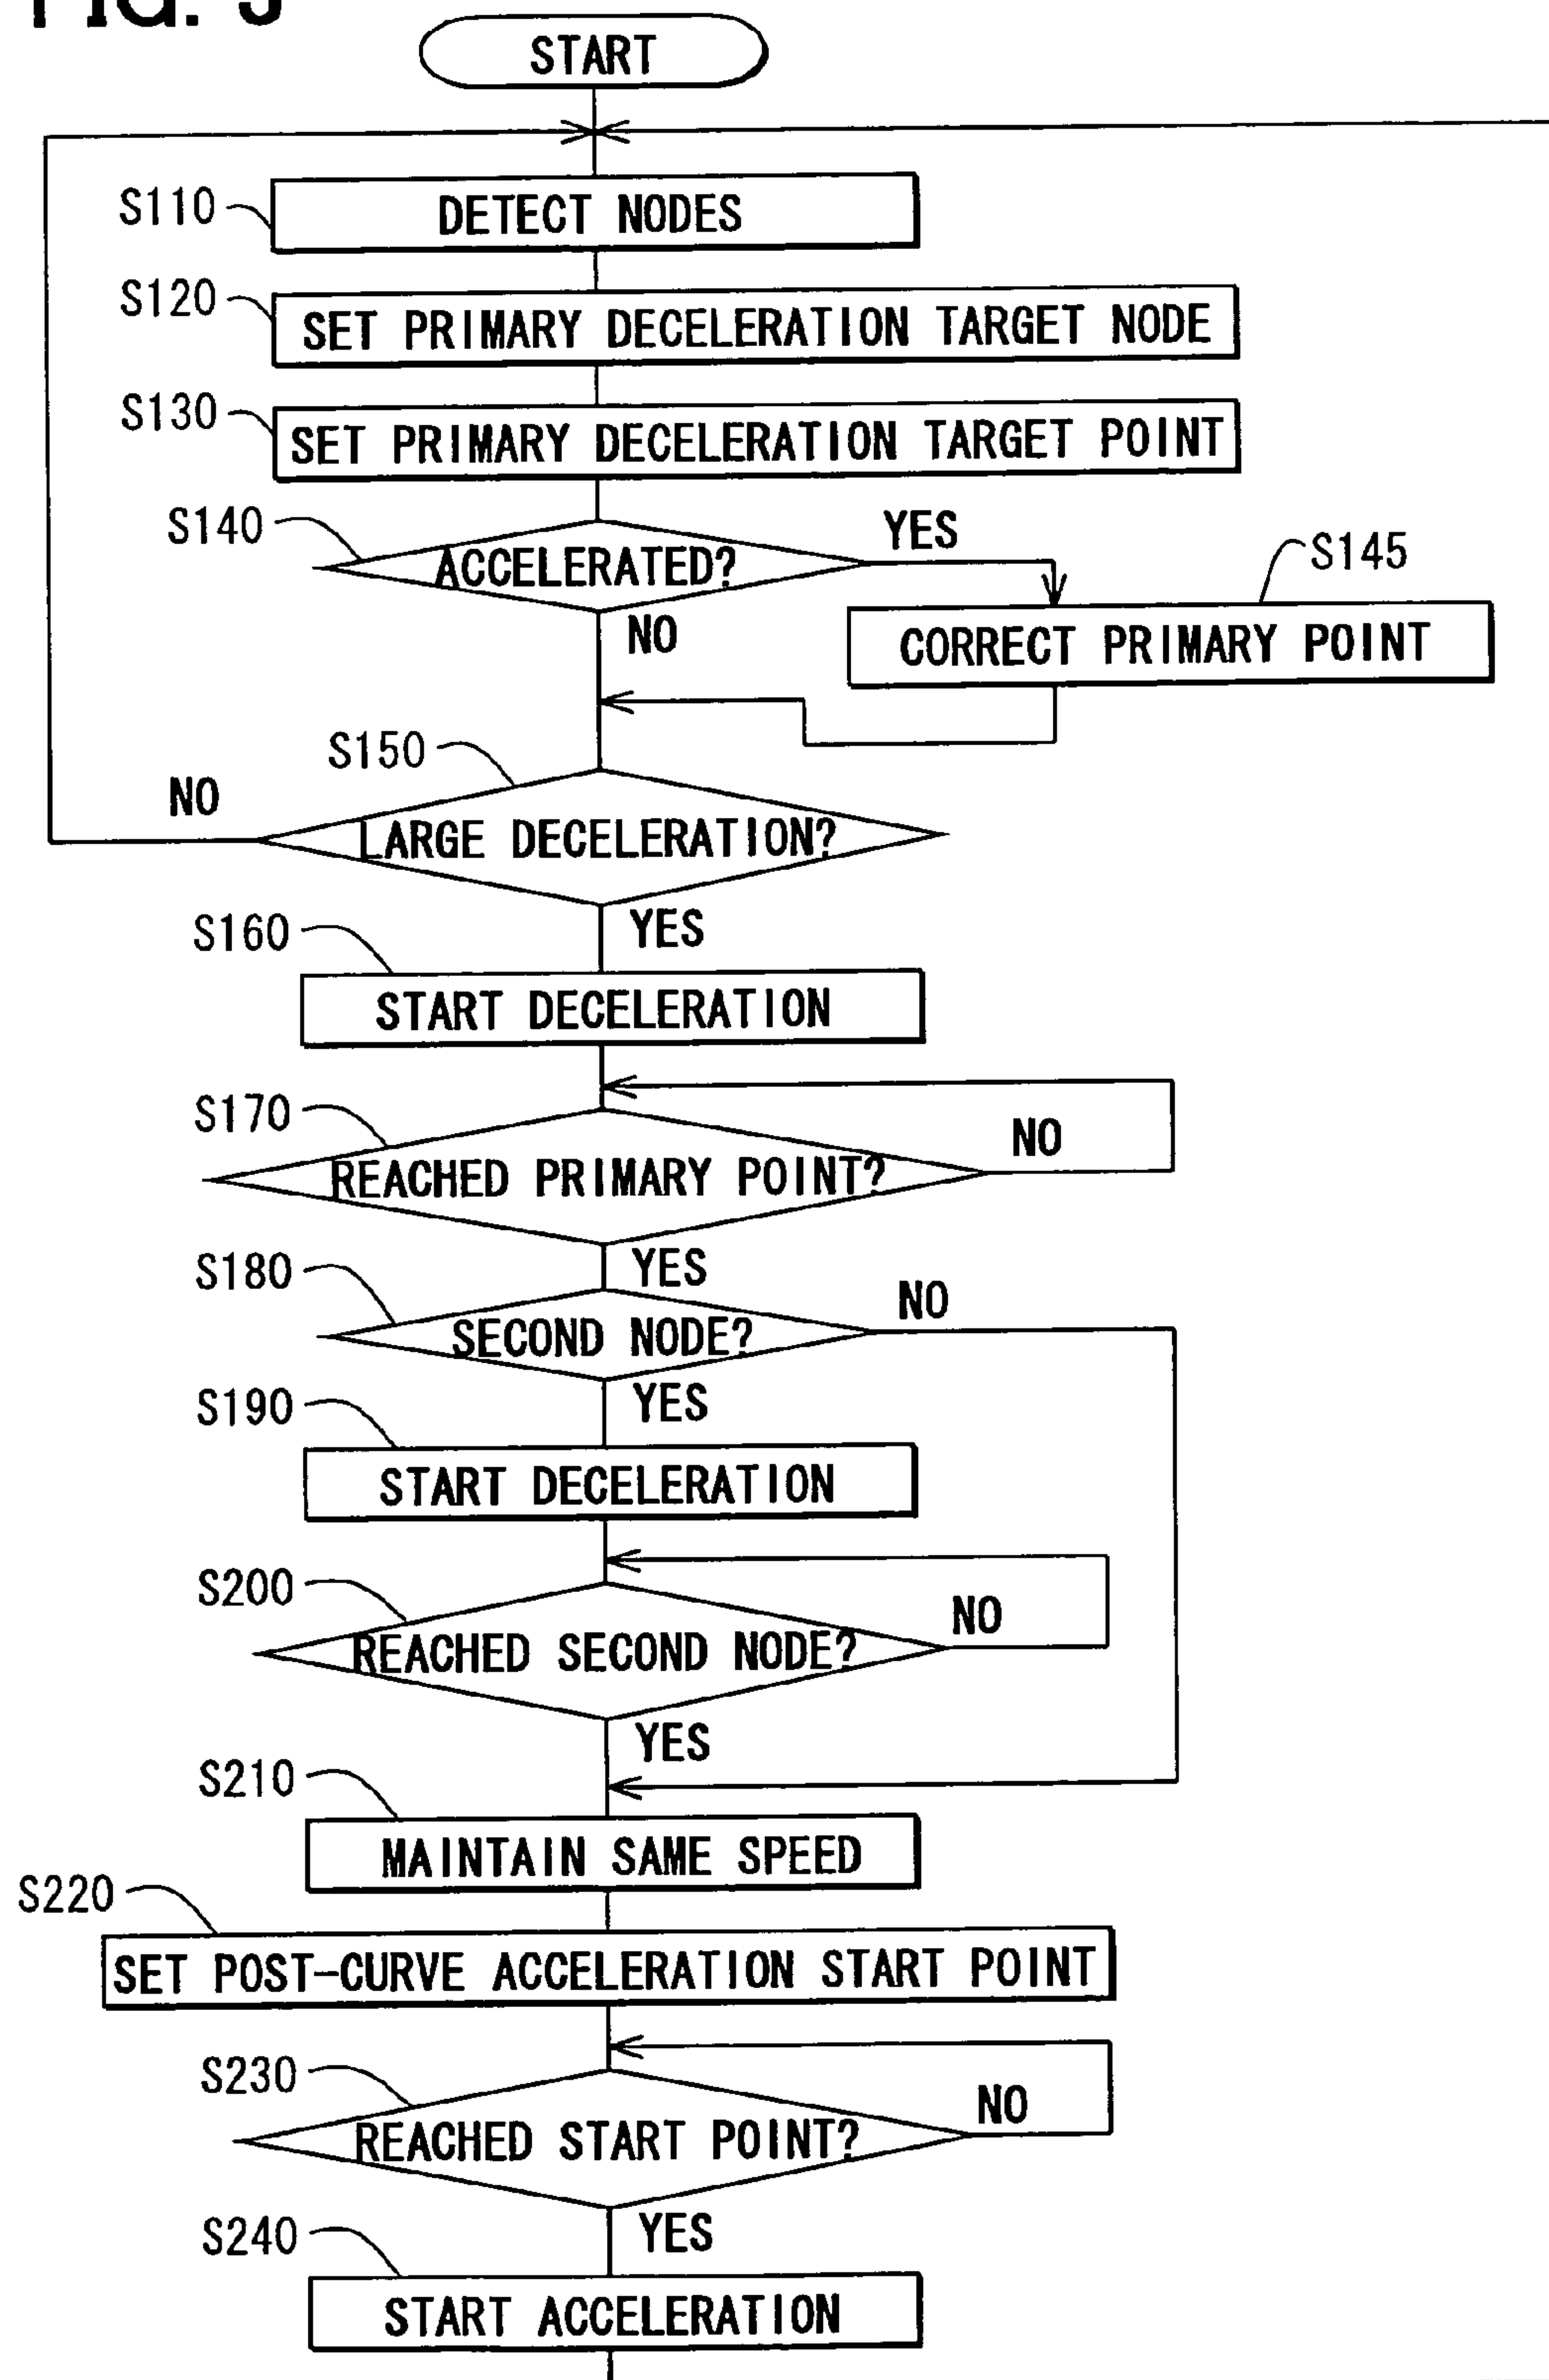 START
S110
DETECT NODES
S120
SET PRIMARY DECELERATION TARGET NODE
S130
SET PRIMARY DECELERATION TARGET POINT
S140
ACCELERATED?
YES
S145
CORRECT PRIMARY POINT
NO
S150
LARGE DECELERATION?
NO
YES
S160
START DECELERATION
S170
REACHED PRIMARY POINT?
NO
YES
S180
SECOND NODE?
NO
YES
S190
START DECELERATION
S200
REACHED SECOND NODE?
NO
YES
S210
MAINTAIN SAME SPEED
S220
SET POST-CURVE ACCELERATION START POINT
S230
REACHED START POINT?
NO
YES
S240
START ACCELERATION